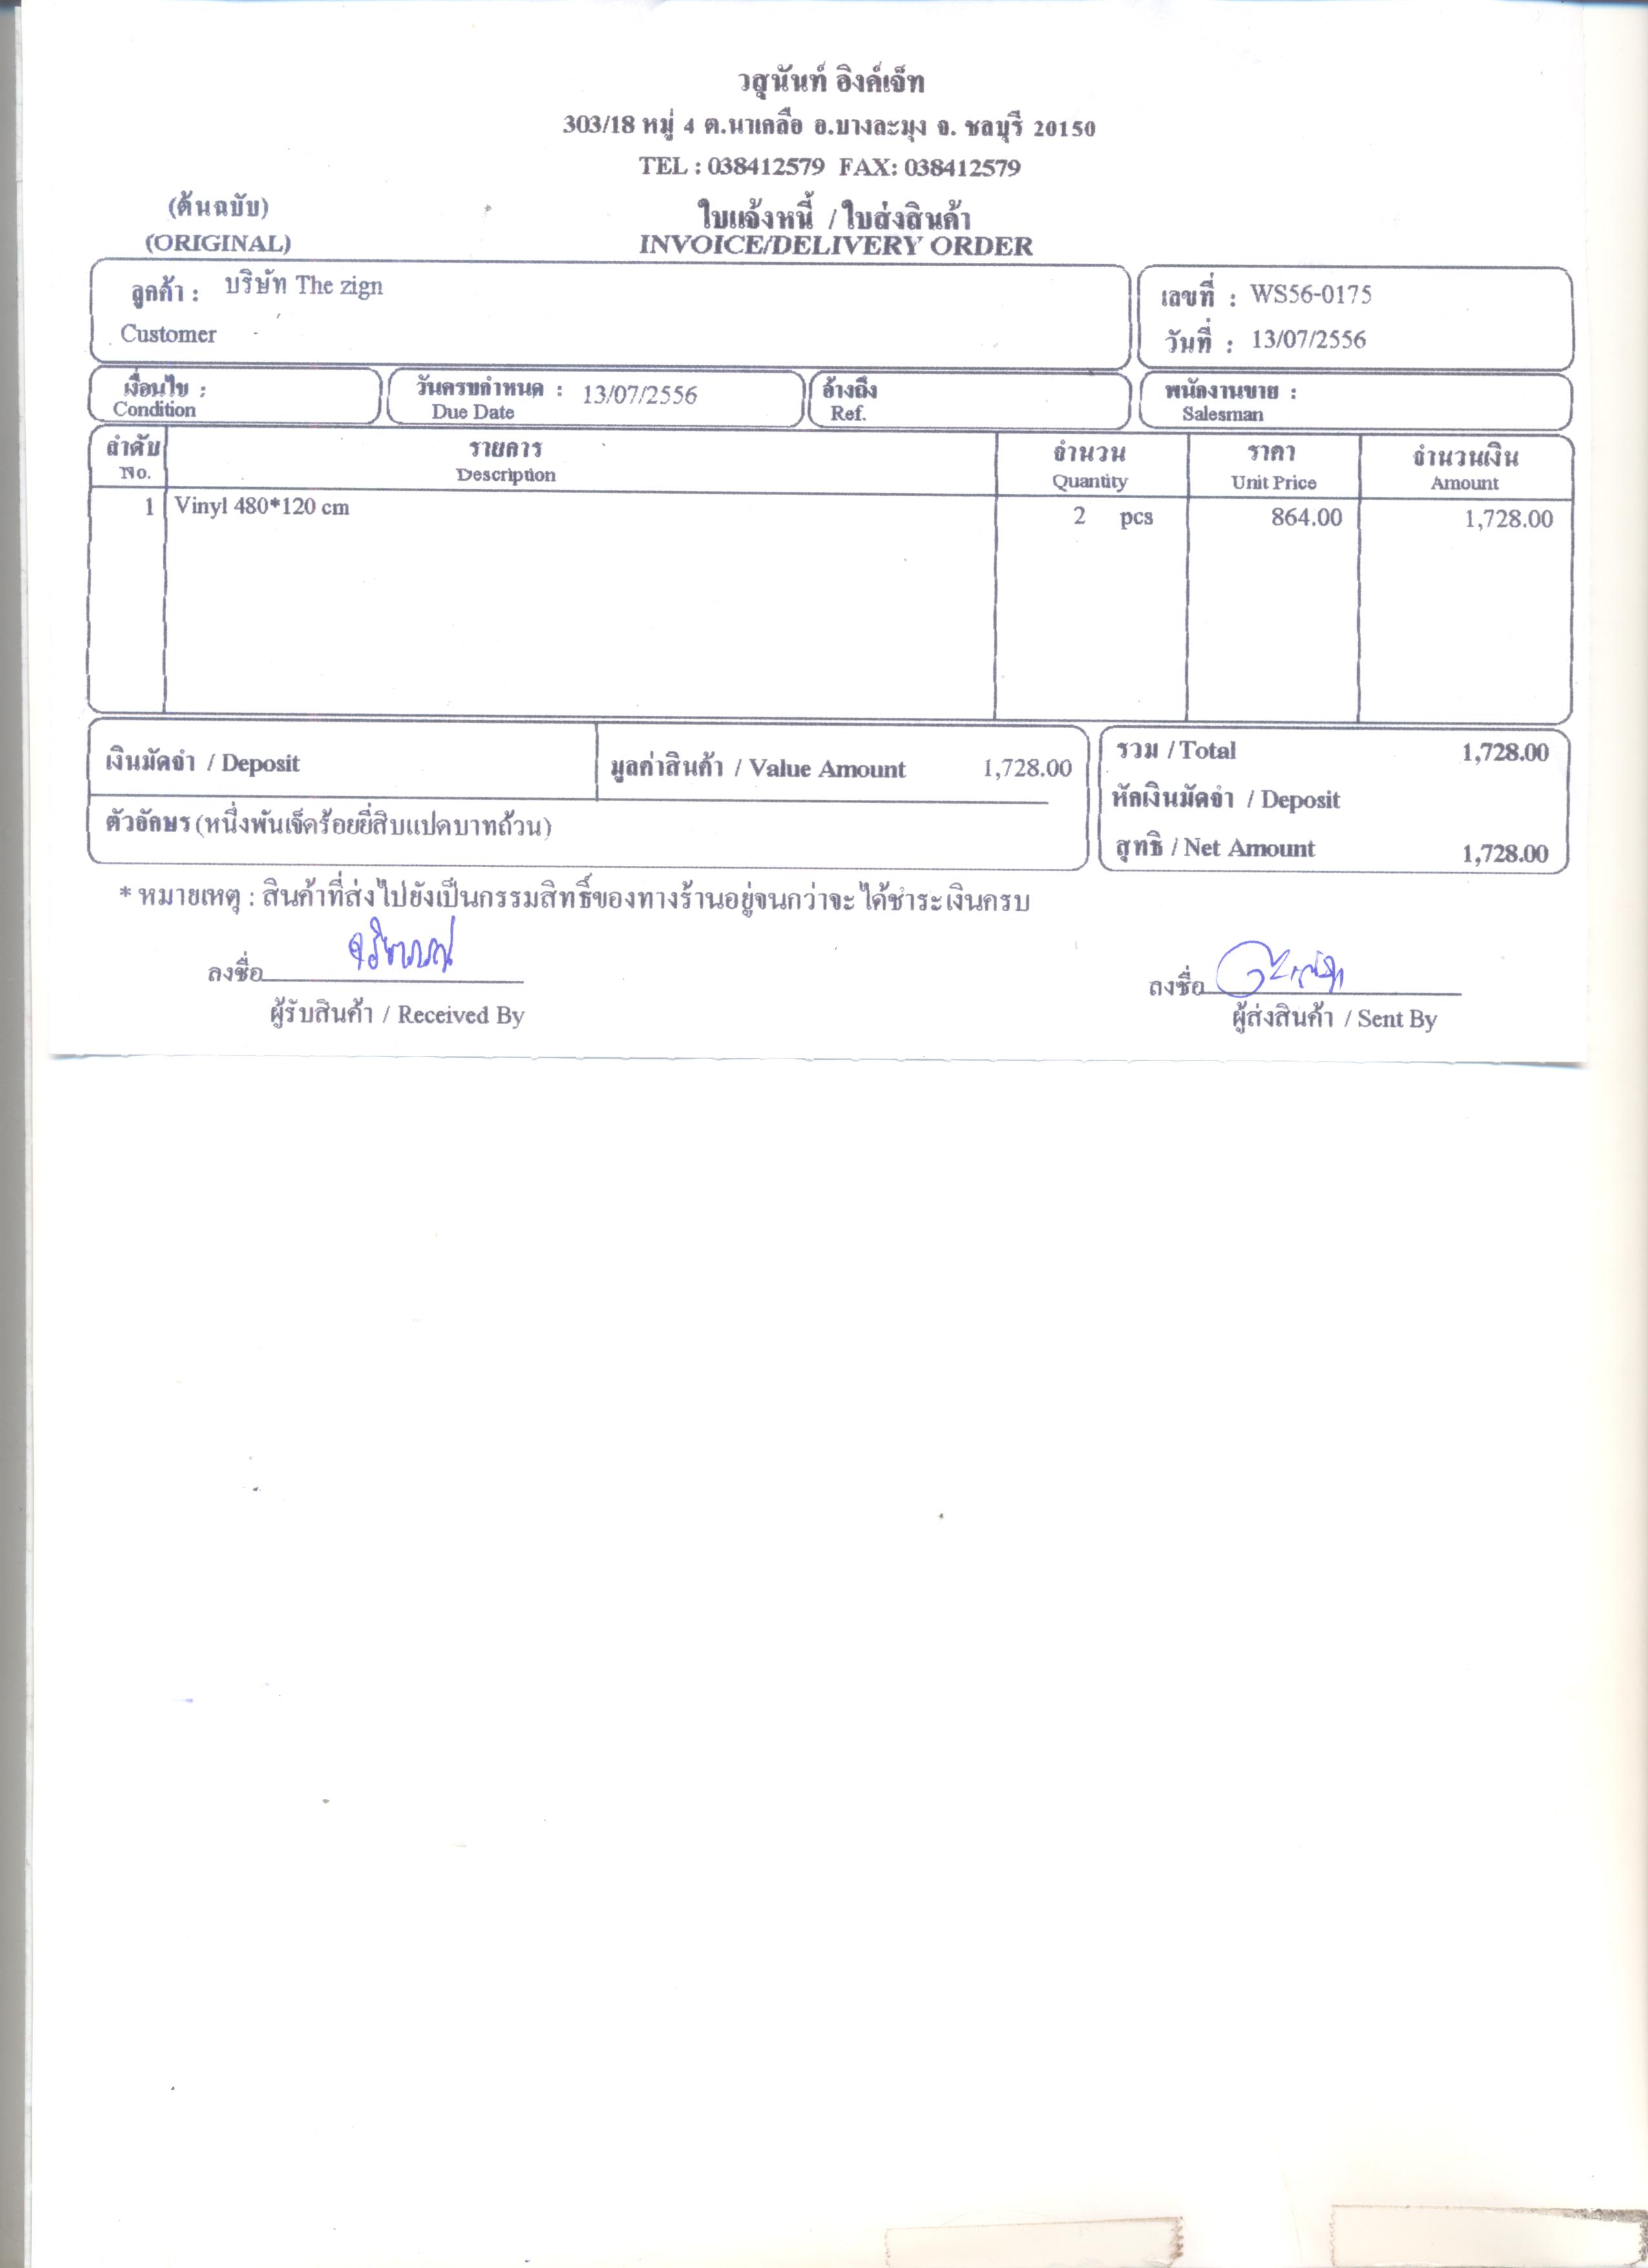 วสุนันท์ อิงค์เจ็ท
303/18 หมู่ 4 ต.นาเกลือ อ.บางละมุง จ. ชลบุรี 20150
TEL : 038412579 FAX: 038412579
(ต้นฉบับ)
(ORIGINAL)
ใบแจ้งหนี้ / ใบส่งสินค้า
INVOICE/DELIVERY ORDER
ลูกค้า : บริษัท The zign
Customer
เลขที่ : WS56-0175
วันที่ : 13/07/2556
เงื่อนไข :
Condition
วันครบกำหนด : 13/07/2556
Due Date
อ้างถึง
Ref.
พนักงานขาย :
Salesman
ลำดับ รายการ จำนวน ราคา จำนวนเงิน
No. Description Quantity Unit Price Amount
1 Vinyl 480*120 cm 2 pcs 864.00 1,728.00
เงินมัดจำ / Deposit มูลค่าสินค้า / Value Amount 1,728.00
ตัวอักษร (หนึ่งพันเจ็ดร้อยยี่สิบแปดบาทถ้วน)
รวม / Total 1,728.00
หักเงินมัดจำ / Deposit
สุทธิ / Net Amount 1,728.00
* หมายเหตุ : สินค้าที่ส่งไปยังเป็นกรรมสิทธิ์ของทางร้านอยู่จนกว่าจะได้ชำระเงินครบ
ลงชื่อ
ผู้รับสินค้า / Received By
ลงชื่อ
ผู้ส่งสินค้า / Sent By